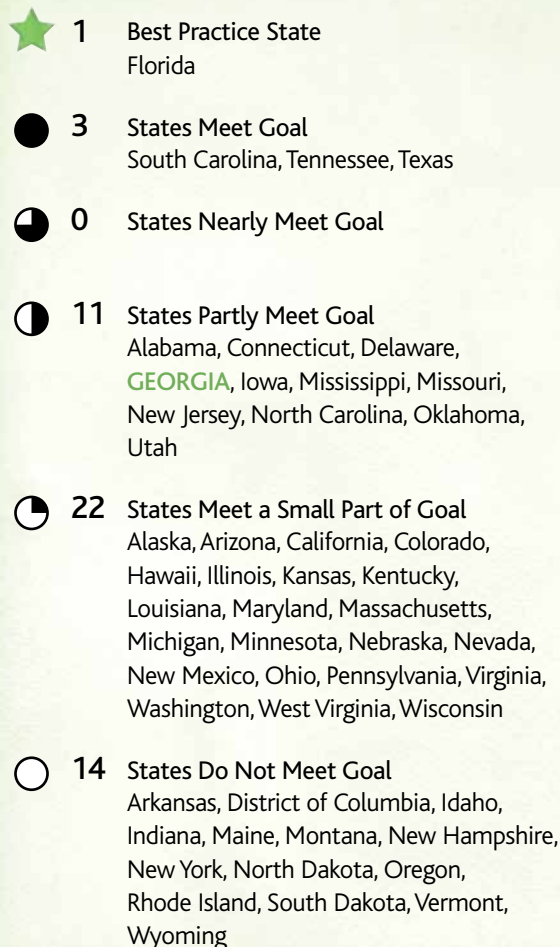 1 Best Practice State
Florida
3 States Meet Goal
South Carolina, Tennessee, Texas
0 States Nearly Meet Goal
11 States Partly Meet Goal
Alabama, Connecticut, Delaware,
GEORGIA, Iowa, Mississippi, Missouri,
New Jersey, North Carolina, Oklahoma,
Utah
22 States Meet a Small Part of Goal
Alaska, Arizona, California, Colorado,
Hawaii, Illinois, Kansas, Kentucky,
Louisiana, Maryland, Massachusetts,
Michigan, Minnesota, Nebraska, Nevada,
New Mexico, Ohio, Pennsylvania, Virginia,
Washington, West Virginia, Wisconsin
14 States Do Not Meet Goal
Arkansas, District of Columbia, Idaho,
Indiana, Maine, Montana, New Hampshire,
New York, North Dakota, Oregon,
Rhode Island, South Dakota, Vermont,
Wyoming